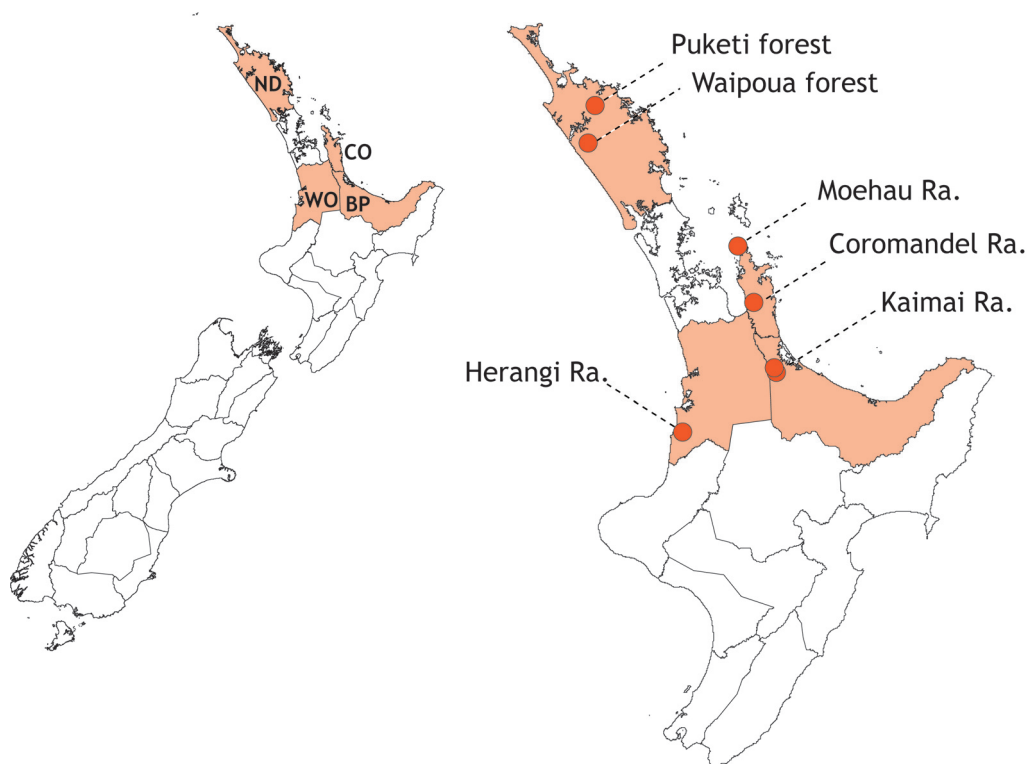 ND
CO
WO
BP
Puketi forest
Waipoua forest
Moehau Ra.
Coromandel Ra.
Kaimai Ra.
Herangi Ra.